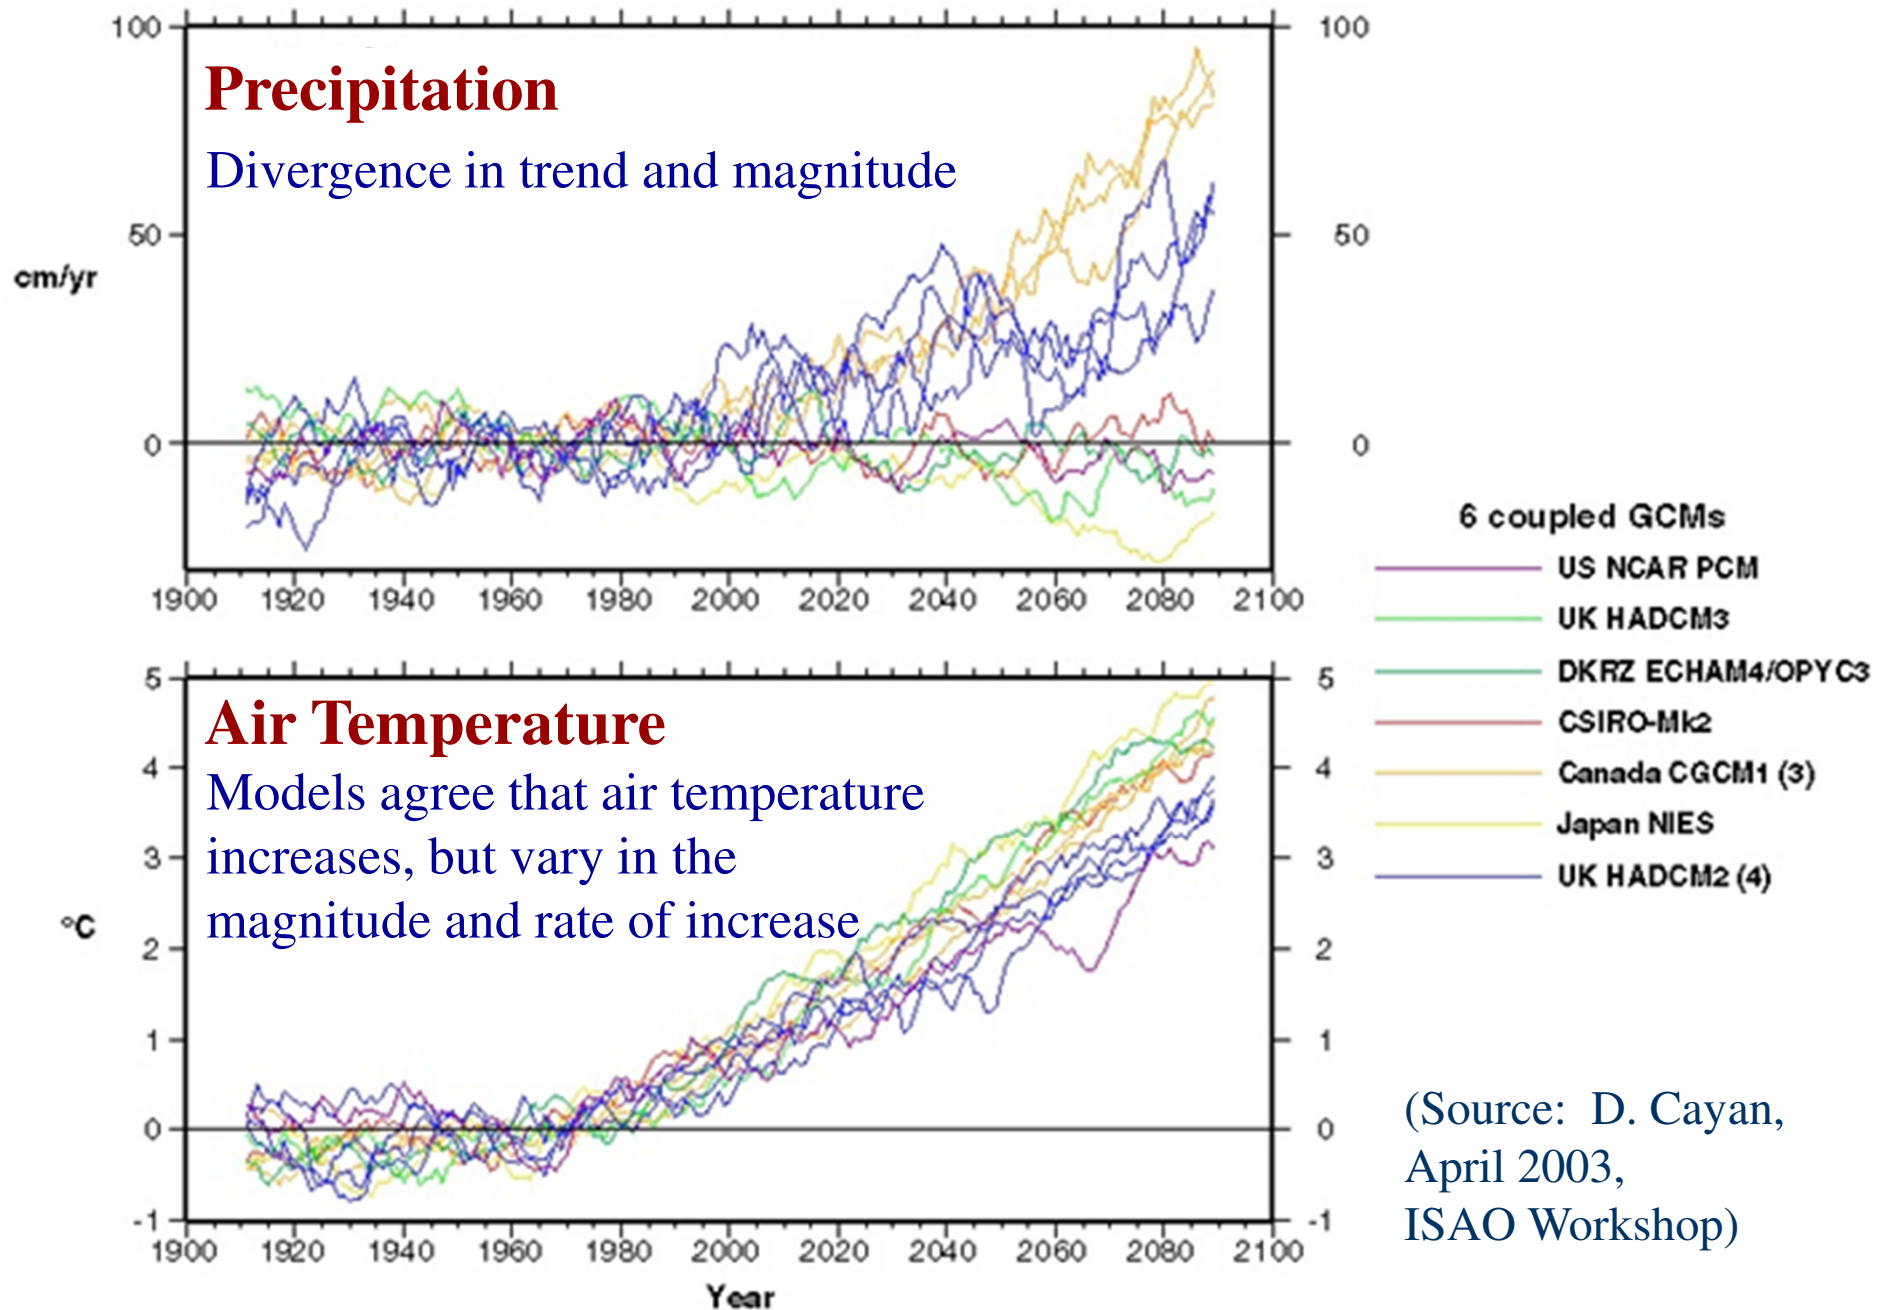 100 100
Precipitation
Divergence in trend and magnitude
50 50
cm/yr
0 0
1900 1920 1940 1960 1980 2000 2020 2040 2060 2080 2100
6 coupled GCMs
US NCAR PCM
UK HADCM3
DKRZ ECHAM4/OPYC3
CSIRO-Mk2
Canada CGCM1 (3)
Japan NIES
UK HADCM2 (4)
5 5
Air Temperature
4 4
Models agree that air temperature
increases, but vary in the
magnitude and rate of increase
3 3
°C
2 2
1 1
0 0
-1 -1
1900 1920 1940 1960 1980 2000 2020 2040 2060 2080 2100
Year
(Source: D. Cayan,
April 2003,
ISAO Workshop)